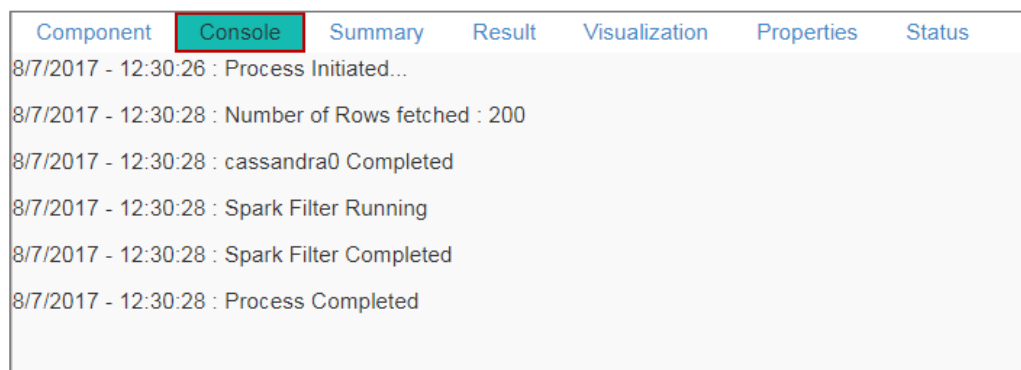 Component Console Summary Result Visualization Properties Status
8/7/2017 - 12:30:26 : Process Initiated...
8/7/2017 - 12:30:28 : Number of Rows fetched : 200
8/7/2017 - 12:30:28 : cassandra0 Completed
8/7/2017 - 12:30:28 : Spark Filter Running
8/7/2017 - 12:30:28 : Spark Filter Completed
8/7/2017 - 12:30:28 : Process Completed